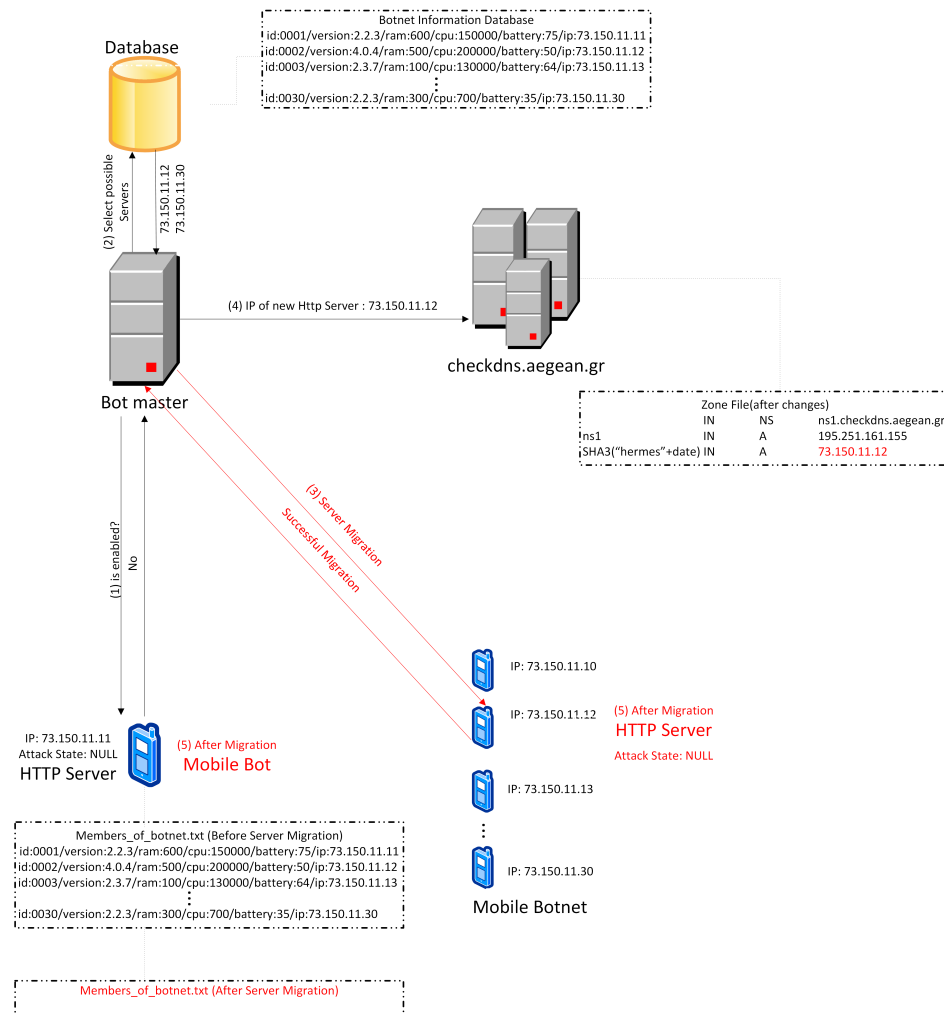 Botnet Information Database
id:0001/version:2.2.3/ram:600/cpu:150000/battery:75/ip:73.150.11.11
id:0002/version:4.0.4/ram:500/cpu:200000/battery:50/ip:73.150.11.12
id:0003/version:2.3.7/ram:100/cpu:130000/battery:64/ip:73.150.11.13
id:0030/version:2.2.3/ram:300/cpu:700/battery:35/ip:73.150.11.30
Database
(2) Select possible
Servers
73.150.11.12
73.150.11.30
(4) IP of new Http Server : 73.150.11.12
checkdns.aegean.gr
Bot master
Zone File(after changes)
IN NS ns1.checkdns.aegean.gr
ns1 IN A 195.251.161.155
SHA3(“hermes”+date) IN A 73.150.11.12
(3) Server Migration
Successful Migration
(1) is enabled?
No
IP: 73.150.11.10
IP: 73.150.11.12
(5) After Migration
HTTP Server
Attack State: NULL
IP: 73.150.11.11
Attack State: NULL
HTTP Server
(5) After Migration
Mobile Bot
IP: 73.150.11.13
IP: 73.150.11.30
Mobile Botnet
Members_of_botnet.txt (Before Server Migration)
id:0001/version:2.2.3/ram:600/cpu:150000/battery:75/ip:73.150.11.11
id:0002/version:4.0.4/ram:500/cpu:200000/battery:50/ip:73.150.11.12
id:0003/version:2.3.7/ram:100/cpu:130000/battery:64/ip:73.150.11.13
id:0030/version:2.2.3/ram:300/cpu:700/battery:35/ip:73.150.11.30
Members_of_botnet.txt (After Server Migration)